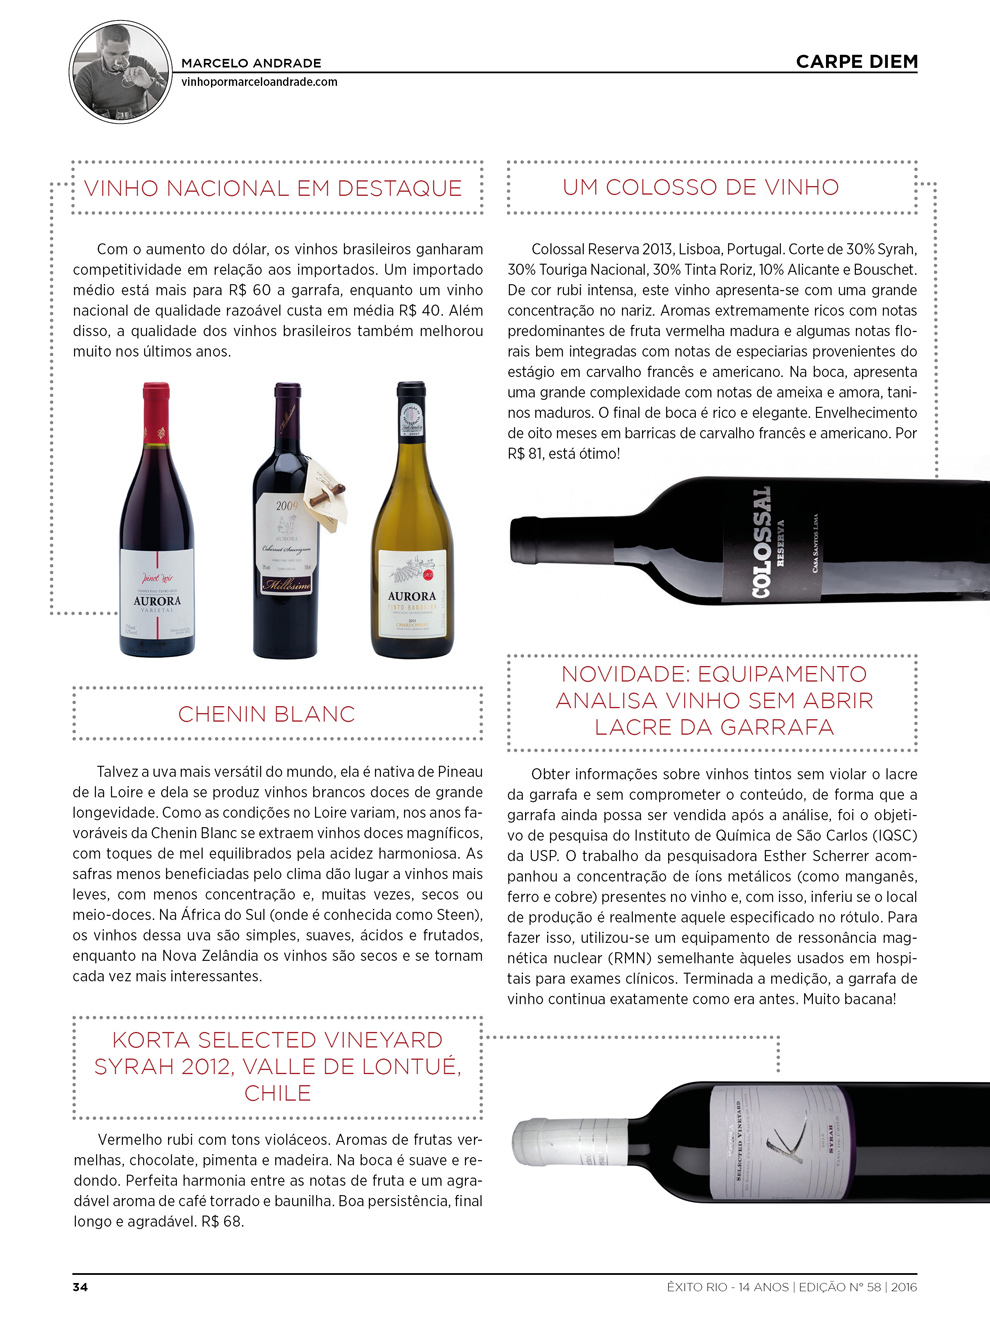 MARCELO ANDRADE
vinhopormarceloandrade.com
CARPE DIEM
VINHO NACIONAL EM DESTAQUE
Com o aumento do dólar, os vinhos brasileiros ganharam
competitividade em relação aos importados. Um importado
médio está mais para R$ 60 a garrafa, enquanto um vinho
nacional de qualidade razoável custa em média R$ 40. Além
disso, a qualidade dos vinhos brasileiros também melhorou
muito nos últimos anos.
Pinot Noir
AURORA
VARIETAL
2009
AURORA
Cabernet Sauvignon
Millésime
AURORA
PINTO BANDEIRA
CHARDONNAY
CHENIN BLANC
Talvez a uva mais versátil do mundo, ela é nativa de Pineau
de la Loire e dela se produz vinhos brancos doces de grande
longevidade. Como as condições no Loire variam, nos anos fa-
voráveis da Chenin Blanc se extraem vinhos doces magníficos,
com toques de mel equilibrados pela acidez harmoniosa. As
safras menos beneficiadas pelo clima dão lugar a vinhos mais
leves, com menos concentração e, muitas vezes, secos ou
meio-doces. Na África do Sul (onde é conhecida como Steen),
os vinhos dessa uva são simples, suaves, ácidos e frutados,
enquanto na Nova Zelândia os vinhos são secos e se tornam
cada vez mais interessantes.
KORTA SELECTED VINEYARD
SYRAH 2012, VALLE DE LONTUÉ,
CHILE
Vermelho rubi com tons violáceos. Aromas de frutas ver-
melhas, chocolate, pimenta e madeira. Na boca é suave e re-
dondo. Perfeita harmonia entre as notas de fruta e um agra-
dável aroma de café torrado e baunilha. Boa persistência, final
longo e agradável. R$ 68.
UM COLOSSO DE VINHO
Colossal Reserva 2013, Lisboa, Portugal. Corte de 30% Syrah,
30% Touriga Nacional, 30% Tinta Roriz, 10% Alicante e Bouschet.
De cor rubi intensa, este vinho apresenta-se com uma grande
concentração no nariz. Aromas extremamente ricos com notas
predominantes de fruta vermelha madura e algumas notas flo-
rais bem integradas com notas de especiarias provenientes do
estágio em carvalho francês e americano. Na boca, apresenta
uma grande complexidade com notas de ameixa e amora, tani-
nos maduros. O final de boca é rico e elegante. Envelhecimento
de oito meses em barricas de carvalho francês e americano. Por
R$ 81, está ótimo!
COLOSSAL
RESERVA
CASA SANTOS LIMA
NOVIDADE: EQUIPAMENTO
ANALISA VINHO SEM ABRIR
LACRE DA GARRAFA
Obter informações sobre vinhos tintos sem violar o lacre
da garrafa e sem comprometer o conteúdo, de forma que a
garrafa ainda possa ser vendida após a análise, foi o objeti-
vo de pesquisa do Instituto de Química de São Carlos (IQSC)
da USP. O trabalho da pesquisadora Esther Scherrer acom-
panhou a concentração de íons metálicos (como manganês,
ferro e cobre) presentes no vinho e, com isso, inferiu se o local
de produção é realmente aquele especificado no rótulo. Para
fazer isso, utilizou-se um equipamento de ressonância mag-
nética nuclear (RMN) semelhante àqueles usados em hospi-
tais para exames clínicos. Terminada a medição, a garrafa de
vinho continua exatamente como era antes. Muito bacana!
SELECTED VINEYARD
K
SYRAH
34
ÊXITO RIO - 14 ANOS | EDIÇÃO Nº 58 | 2016